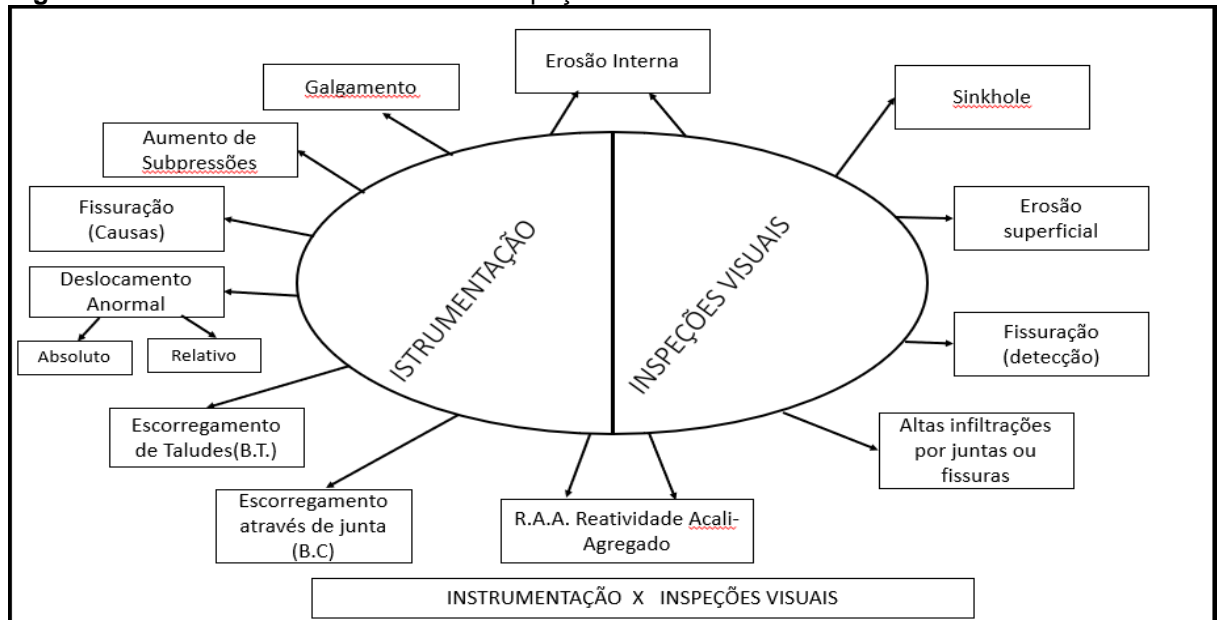 Erosão Interna
Galgamento
Sinkhole
Aumento de
Subpressões
Fissuração
(Causas)
Erosão
superficial
Deslocamento
Anormal
Absoluto
Relativo
ISTRUMENTAÇÃO
INSPEÇÕES VISUAIS
Fissuração
(detecção)
Escorregamento
de Taludes(B.T.)
Altas infiltrações
por juntas ou
fissuras
Escorregamento
através de junta
(B.C)
R.A.A. Reatividade Acali-
Agregado
INSTRUMENTAÇÃO X INSPEÇÕES VISUAIS